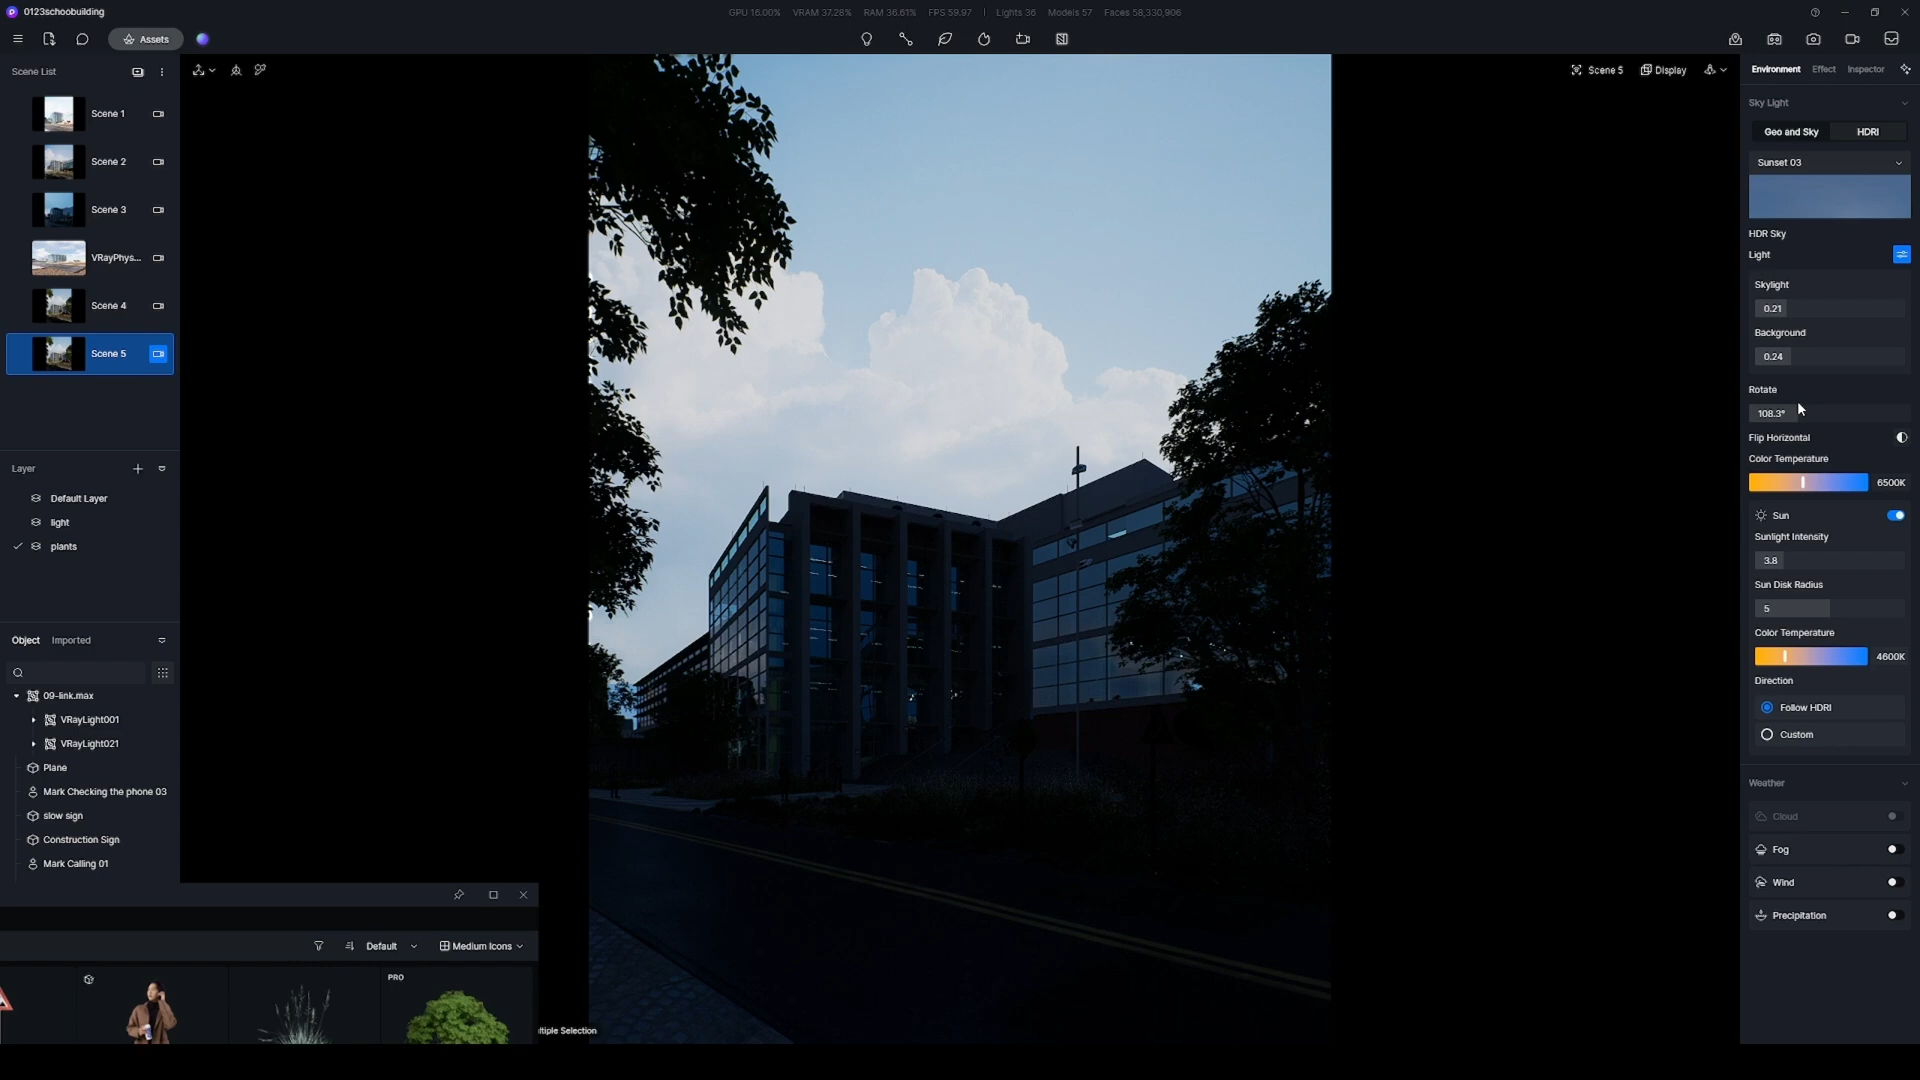 0123schoobuilding
GPU 16.00% VRAM 37.28% RAM 36.61% FPS 59.97 | Lights 36 Models 57 Faces 58,330,906
Assets
Scene List
Scene 1
Scene 2
Scene 3
VRayPhys...
Scene 4
Scene 5
Layer
Default Layer
light
plants
Object Imported
09-link.max
VRayLight001
VRayLight021
Plane
Mark Checking the phone 03
slow sign
Construction Sign
Mark Calling 01
Default
Medium Icons
PRO
ultiple Selection
Scene 5 Display
Environment Effect Inspector
Sky Light
Geo and Sky HDRI
Sunset 03
HDR Sky
Light
Skylight
0.21
Background
0.24
Rotate
108.3°
Flip Horizontal
Color Temperature
6500K
Sun
Sunlight Intensity
3.8
Sun Disk Radius
5
Color Temperature
4600K
Direction
Follow HDRI
Custom
Weather
Cloud
Fog
Wind
Precipitation